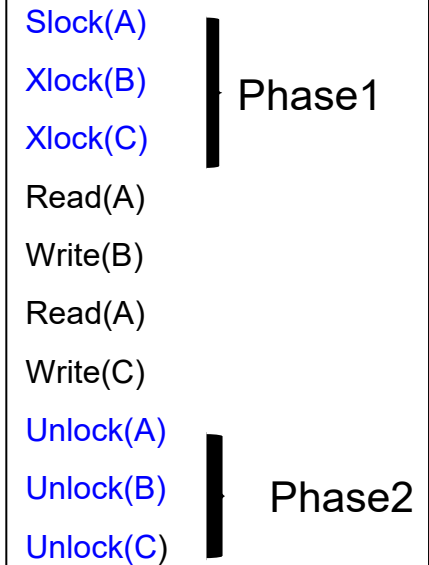 Slock(A)
Xlock(B)
Phase1
Xlock(C)
Read(A)
Write(B)
Read(A)
Write(C)
Unlock(A)
Unlock(B)
Phase2
Unlock(C)